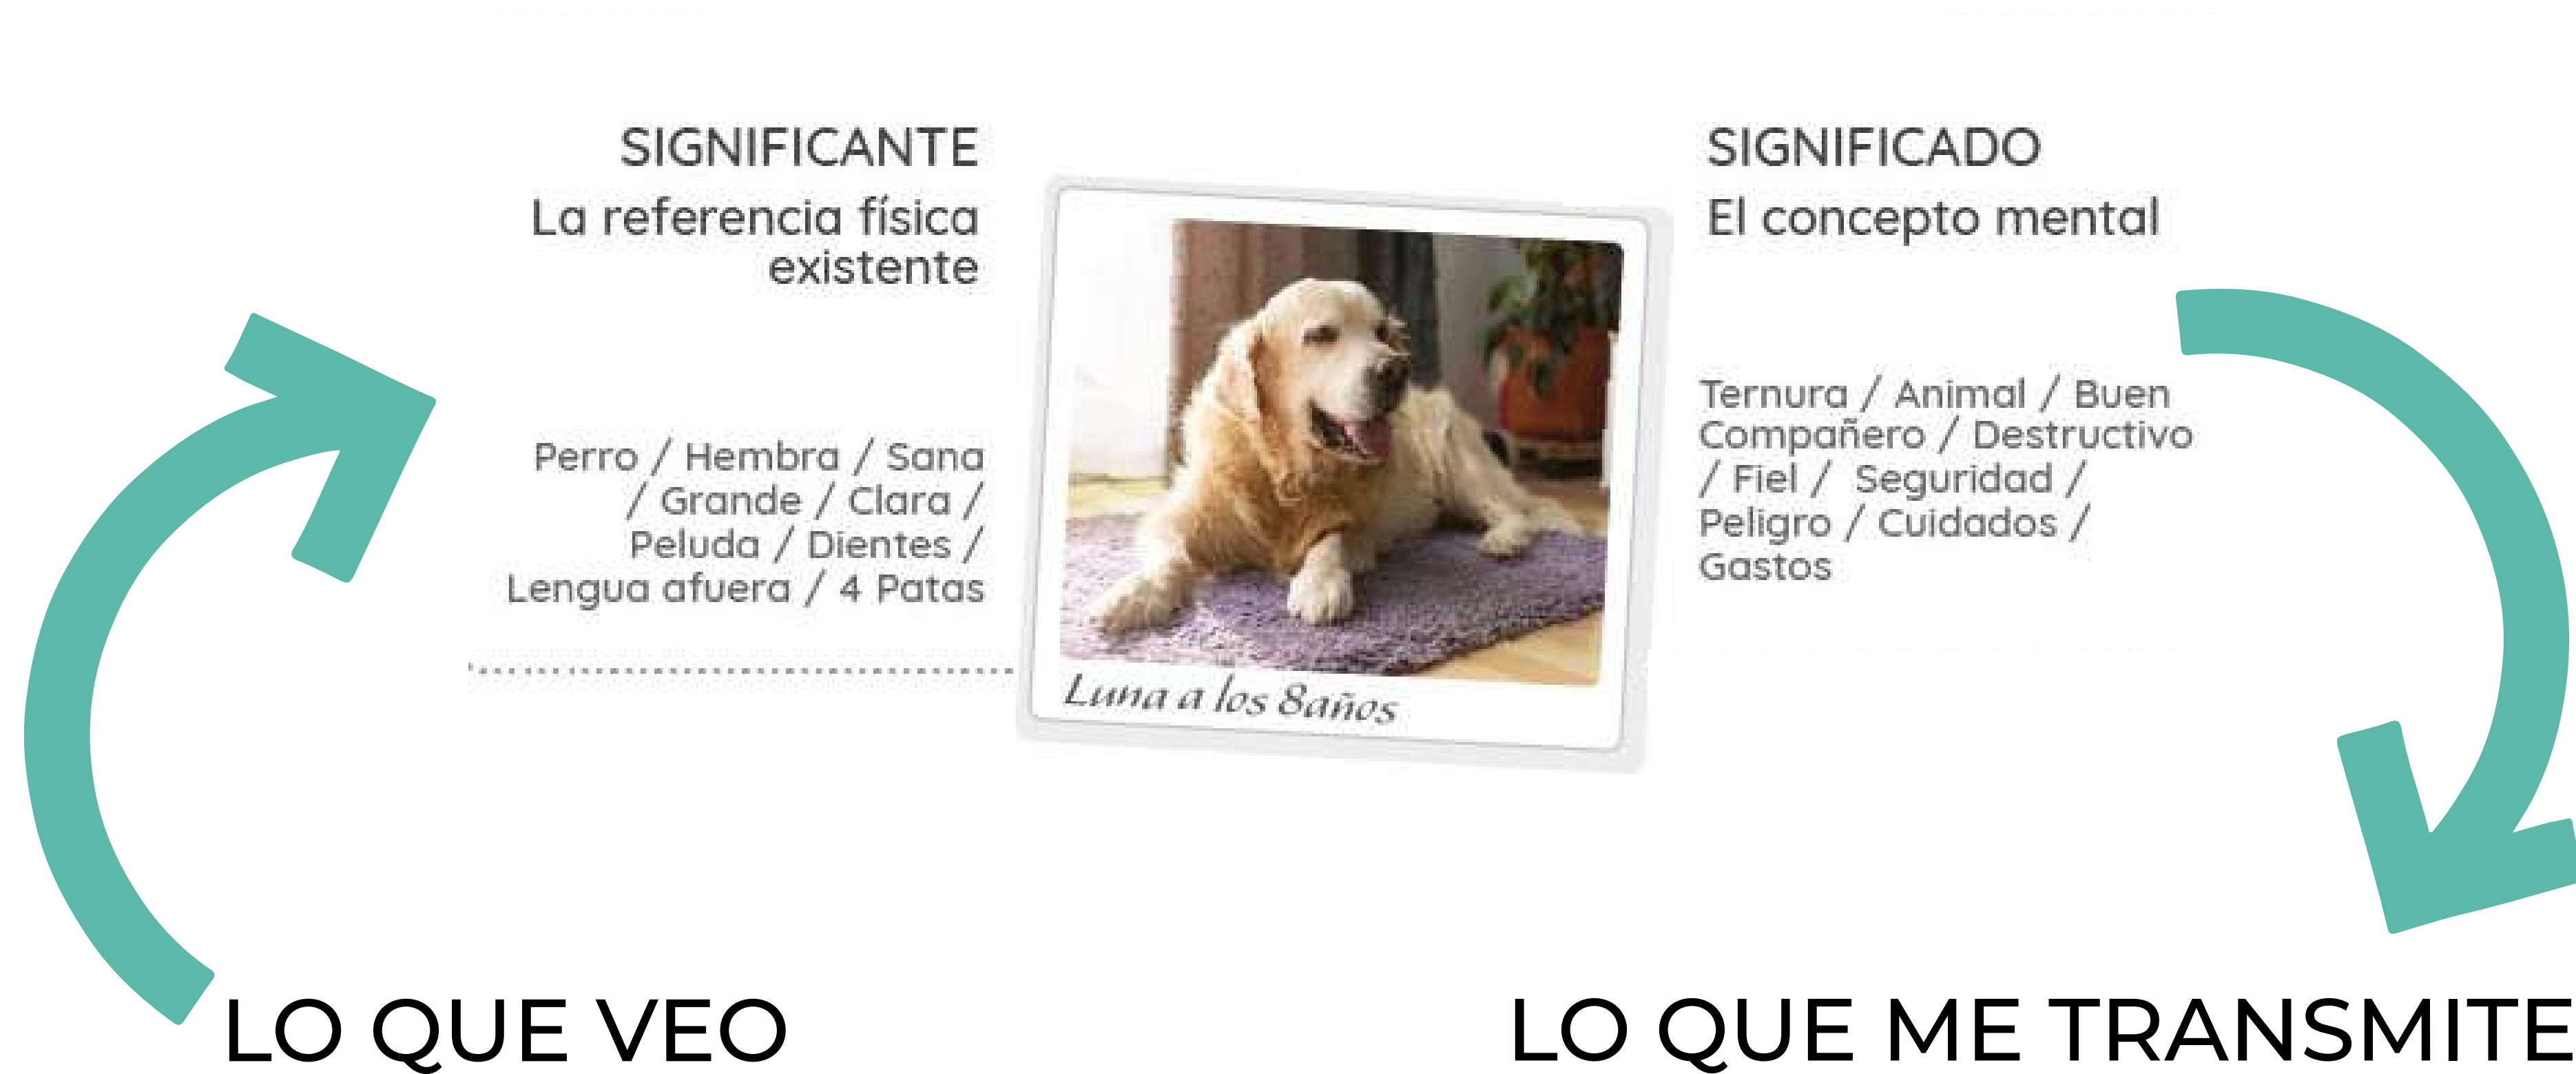 SIGNIFICANTE
La referencia física
existente
Perro / Hembra / Sana
/ Grande / Clara /
Peluda / Dientes /
Lengua afuera / 4 Patas
Luna a los 8años
SIGNIFICADO
El concepto mental
Ternura / Animal / Buen
Compañero / Destructivo
/ Fiel / Seguridad /
Peligro / Cuidados /
Gastos
LO QUE VEO
LO QUE ME TRANSMITE